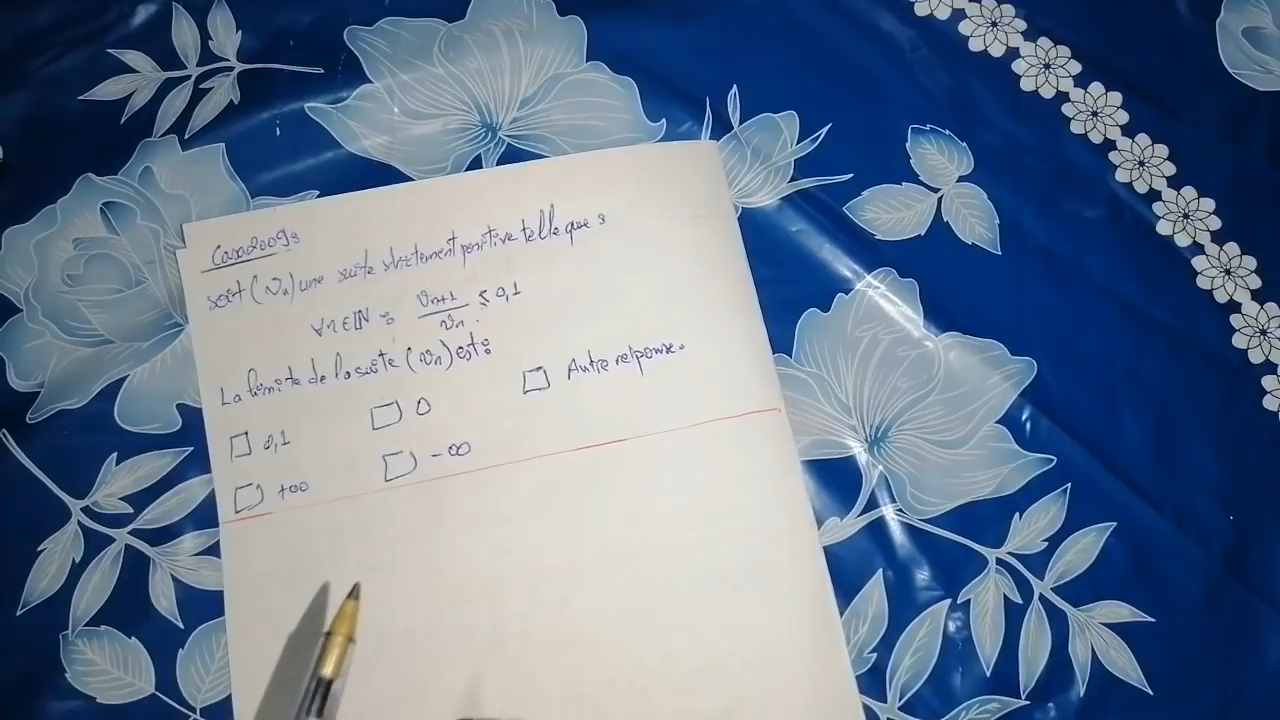 Casa2009:
soit (vₙ) une suite strictement positive telle que :
∀n∈ℕ : vₙ₊₁/vₙ ≤ 0,1
La limite de la suite (vₙ) est :
□ 0,1 □ 0 □ Autre réponse.
□ +∞ □ -∞